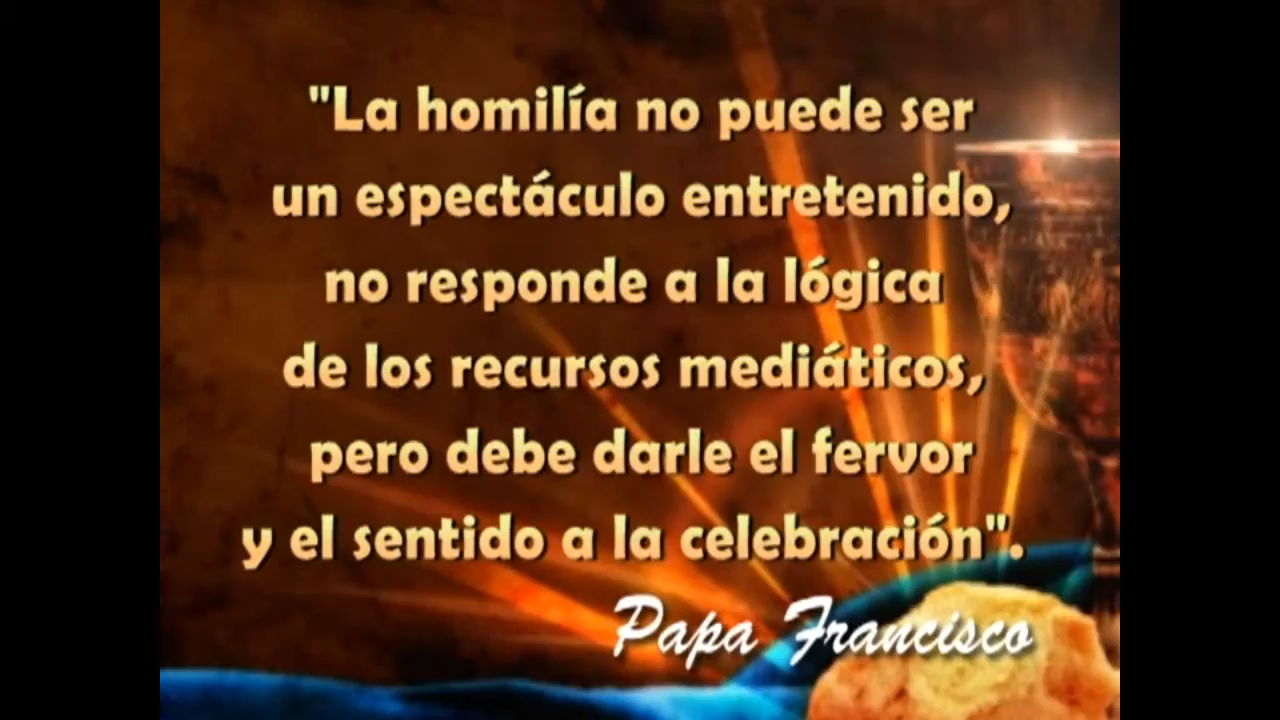 "La homilía no puede ser
un espectáculo entretenido,
no responde a la lógica
de los recursos mediáticos,
pero debe darle el fervor
y el sentido a la celebración".
Papa Francisco